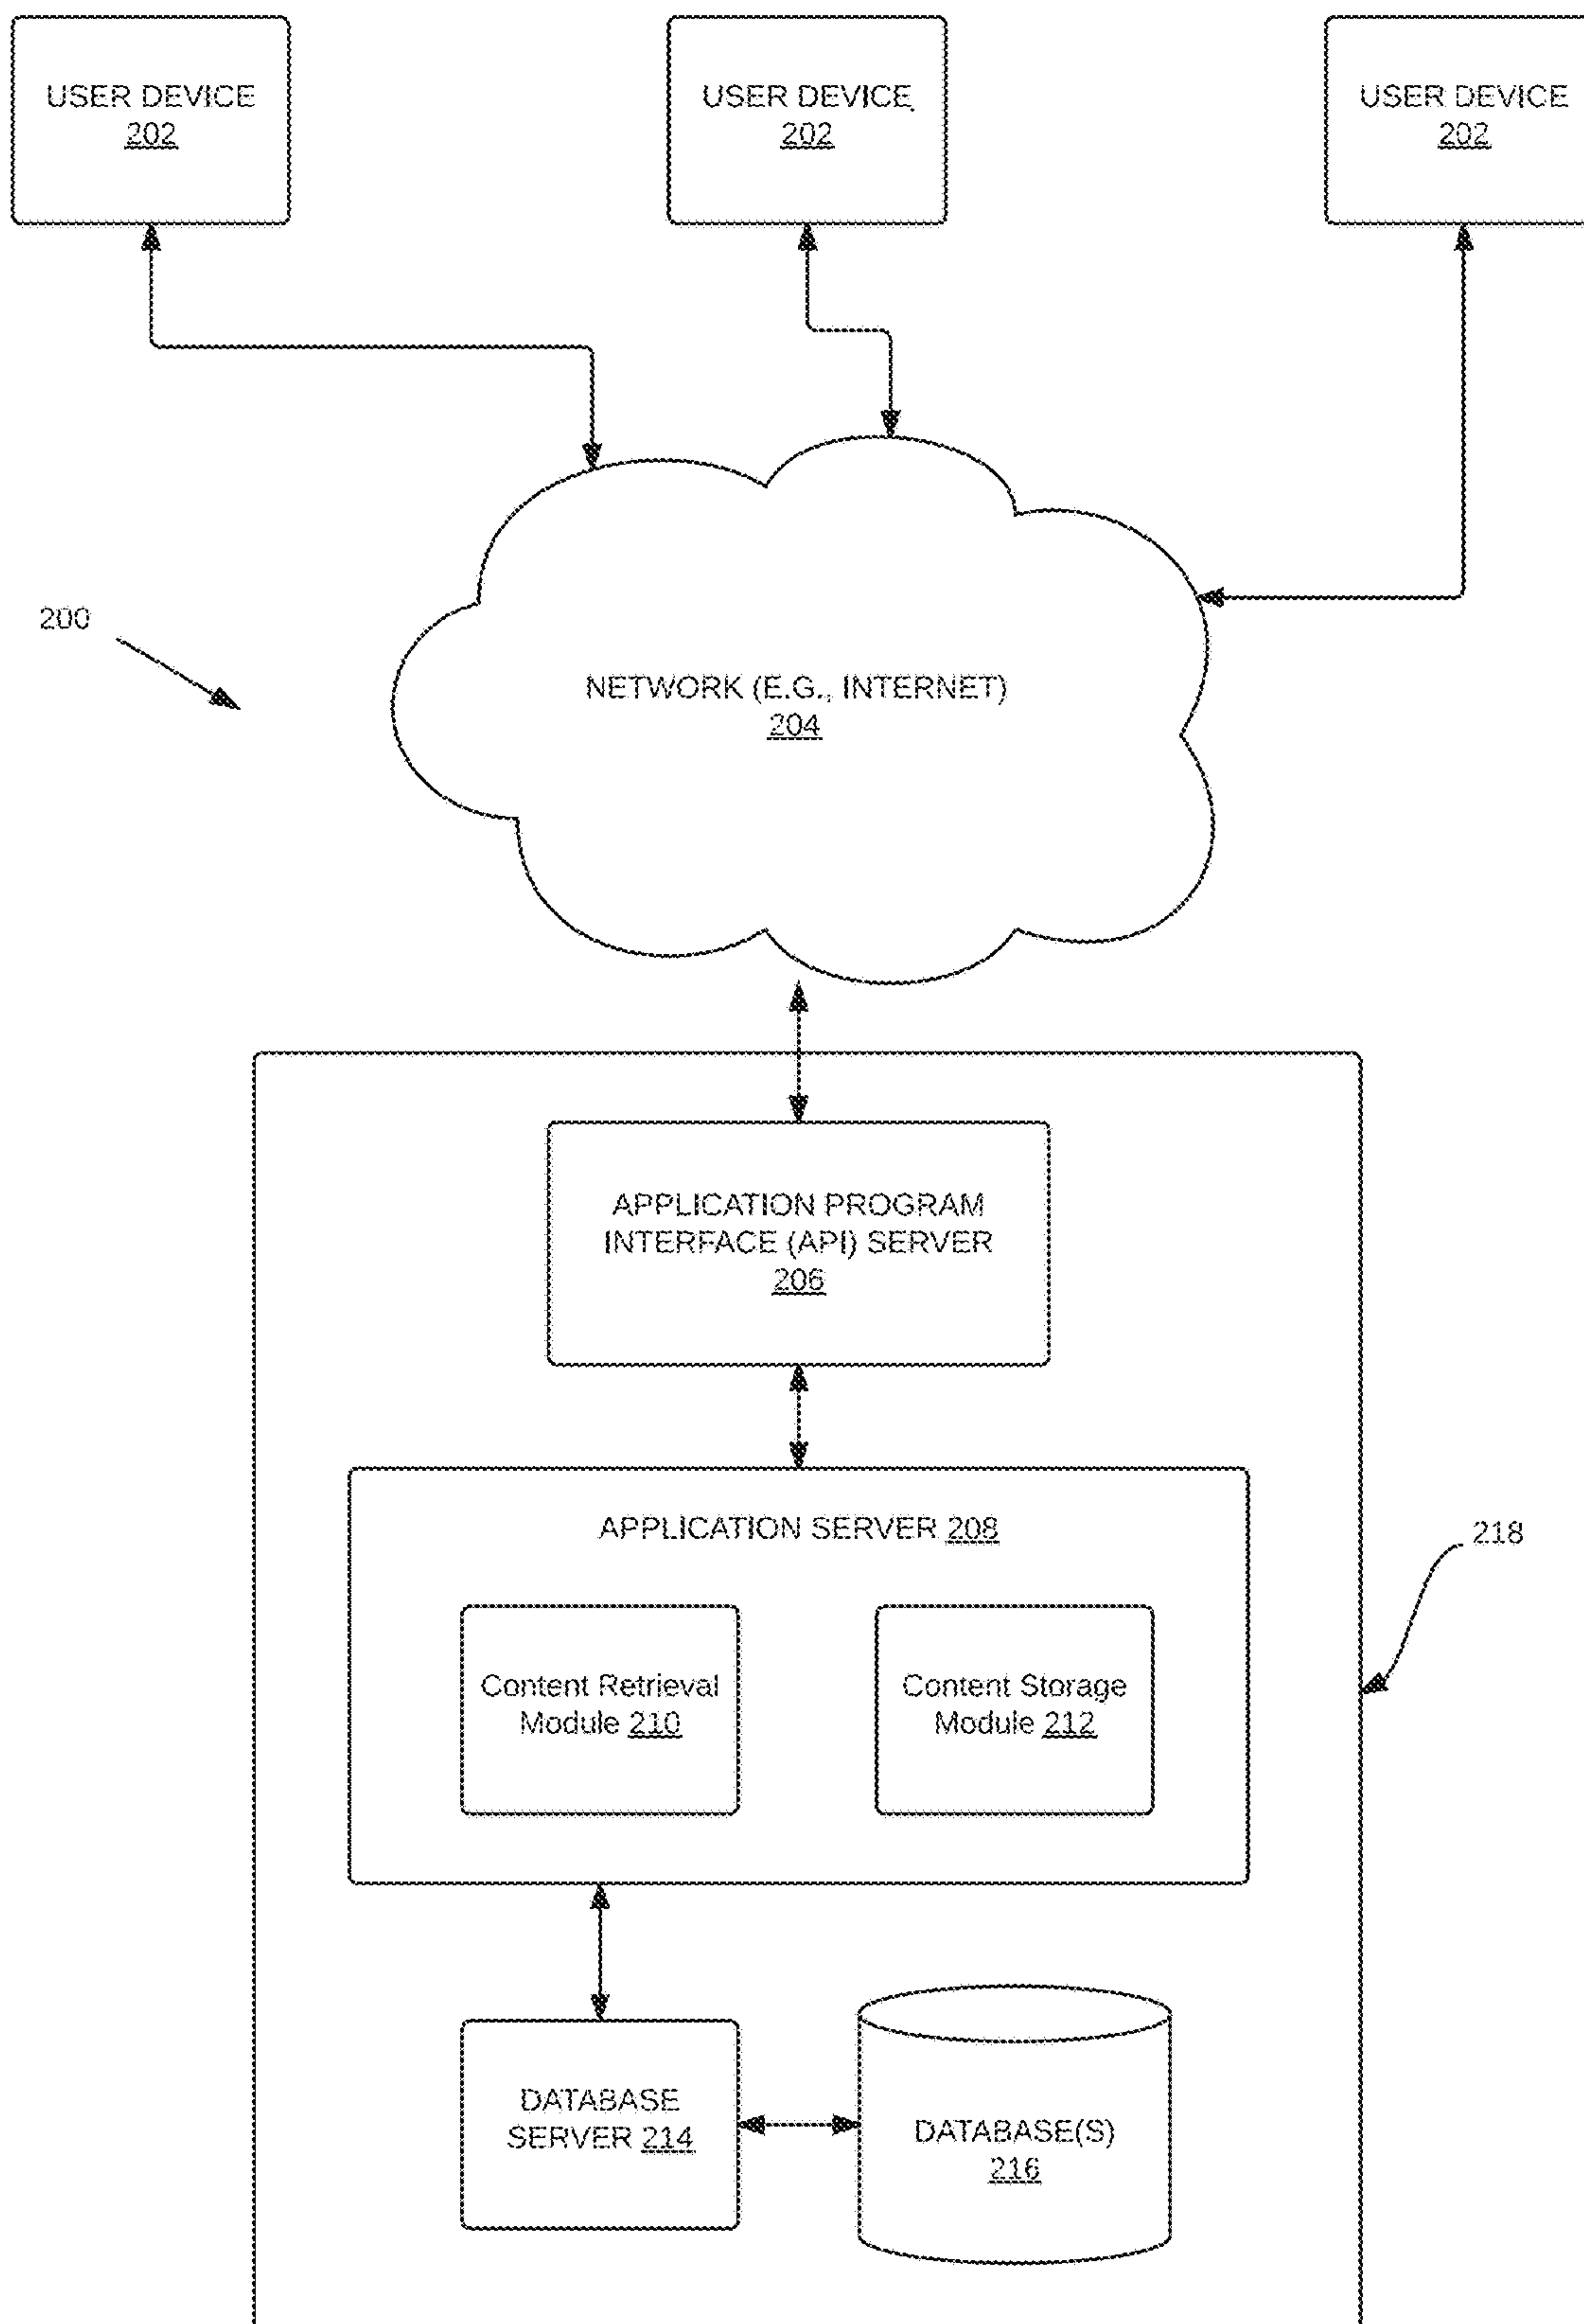 USER DEVICE
202
USER DEVICE
202
USER DEVICE
202
200
NETWORK (E.G., INTERNET)
204
APPLICATION PROGRAM
INTERFACE (API) SERVER
206
APPLICATION SERVER 208
218
Content Retrieval
Module 210
Content Storage
Module 212
DATABASE
SERVER 214
DATABASE(S)
216